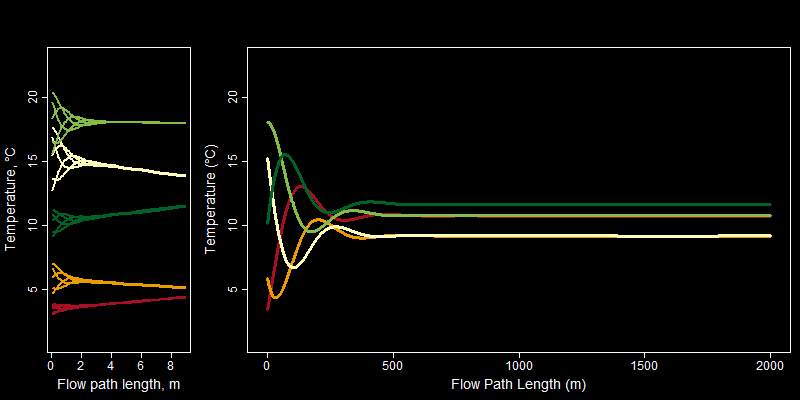 Temperature, °C
20
15
10
5
0 2 4 6 8
Flow path length, m
Temperature (°C)
20
15
10
5
0 500 1000 1500 2000
Flow Path Length (m)